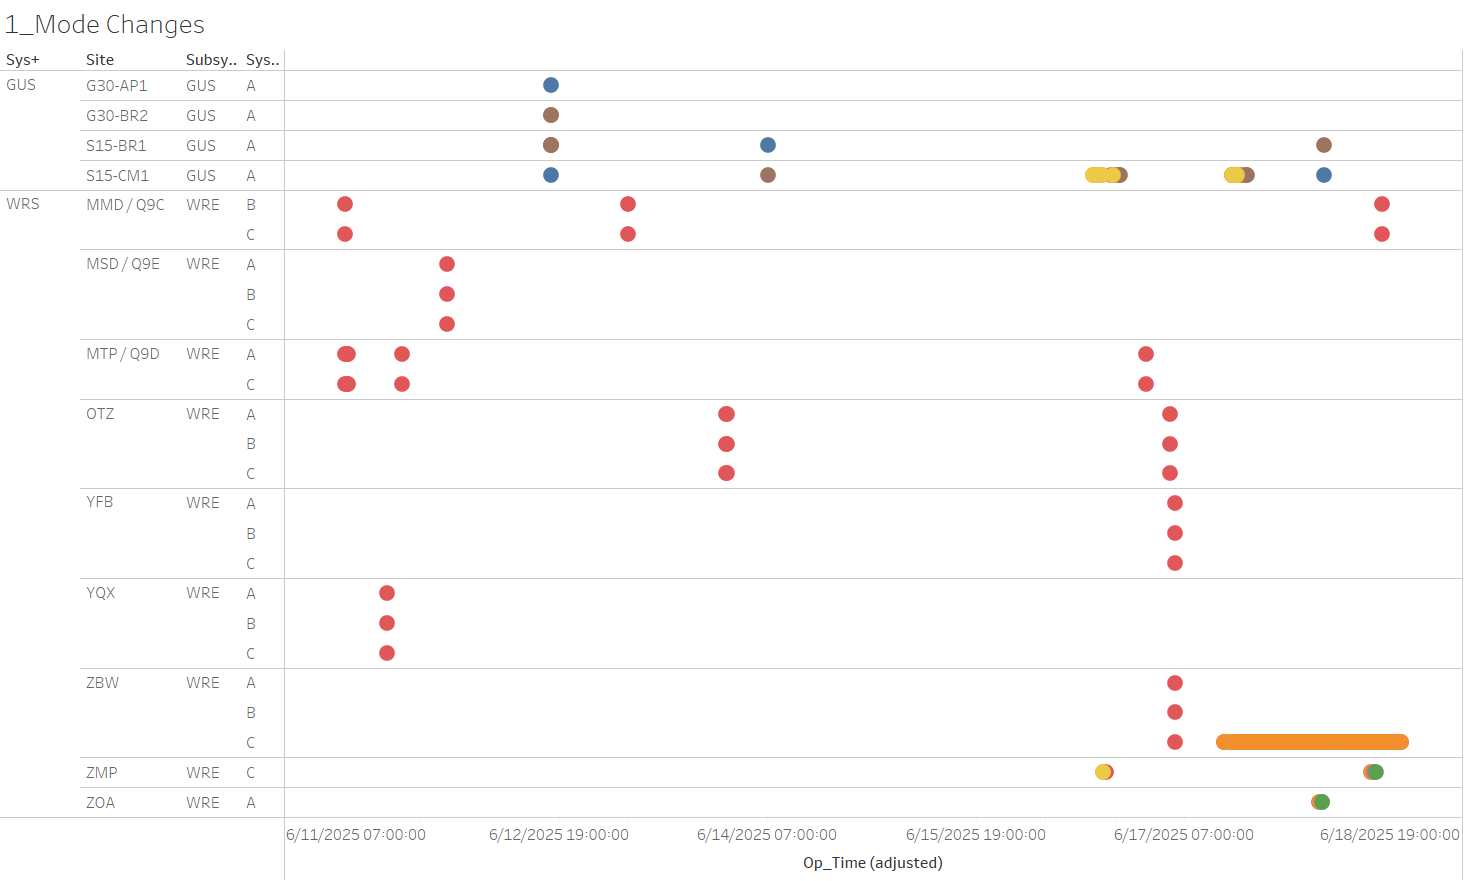 1_Mode Changes
Sys+ Site Subsy.. Sys..
GUS G30-AP1 GUS A
G30-BR2 GUS A
S15-BR1 GUS A
S15-CM1 GUS A
WRS MMD / Q9C WRE B
C
MSD / Q9E WRE A
B
C
MTP / Q9D WRE A
C
OTZ WRE A
B
C
YFB WRE A
B
C
YQX WRE A
B
C
ZBW WRE A
B
C
ZMP WRE C
ZOA WRE A
6/11/2025 07:00:00 6/12/2025 19:00:00 6/14/2025 07:00:00 6/15/2025 19:00:00 6/17/2025 07:00:00 6/18/2025 19:00:00
Op_Time (adjusted)